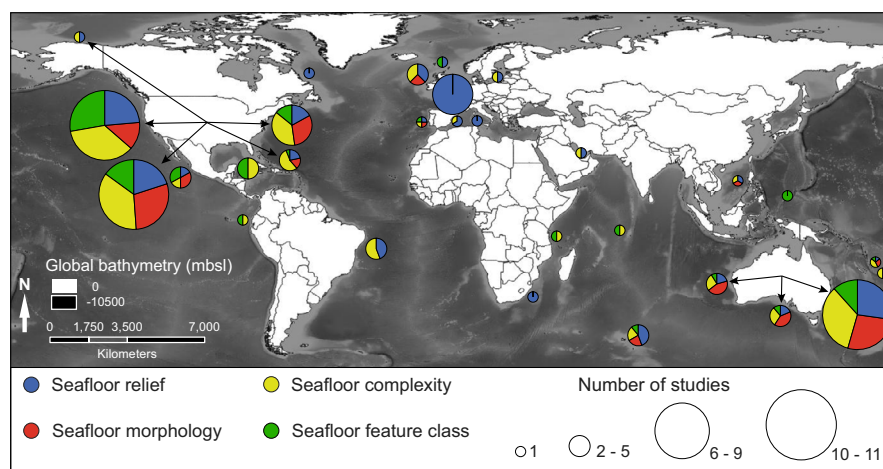 Global bathymetry (mbsl)
0
-10500
N
0 1,750 3,500 7,000
Kilometers
Seafloor relief
Seafloor complexity
Seafloor morphology
Seafloor feature class
Number of studies
1
2 - 5
6 - 9
10 - 11